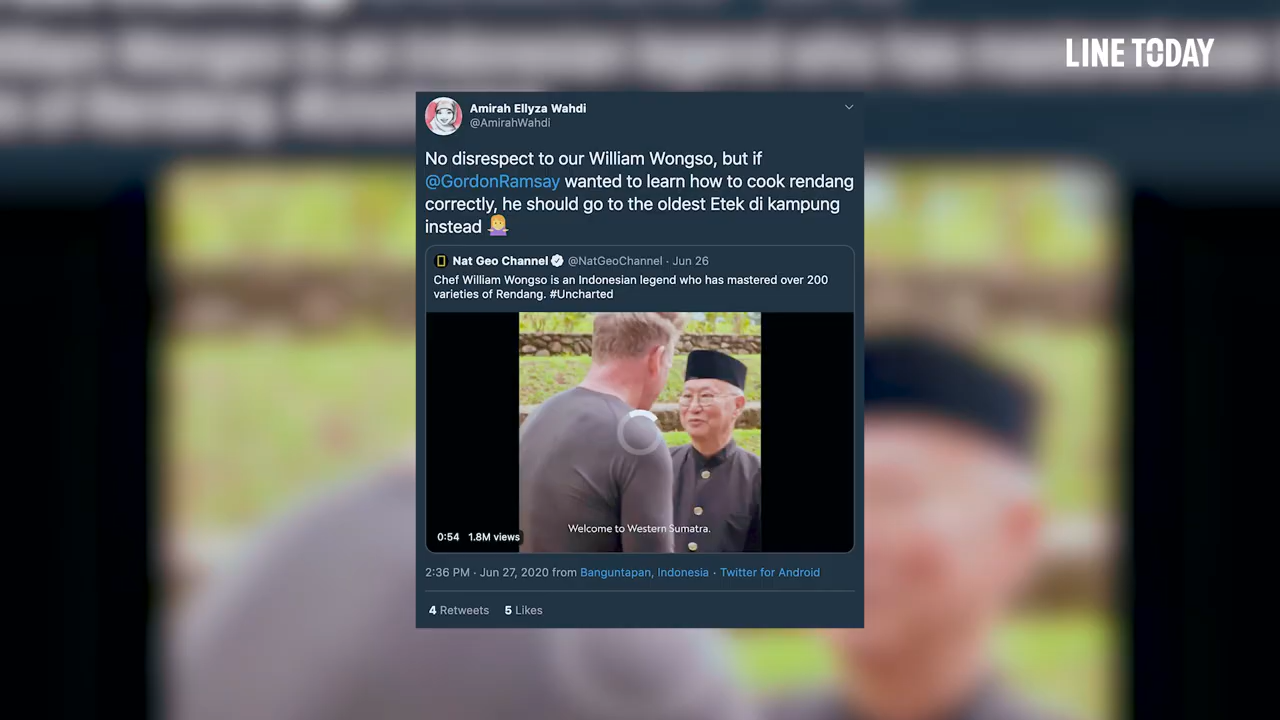 LINE TODAY
Amirah Ellyza Wahdi
@AmirahWahdi
No disrespect to our William Wongso, but if
@GordonRamsay wanted to learn how to cook rendang
correctly, he should go to the oldest Etek di kampung
instead 🤷‍♀️
Nat Geo Channel @NatGeoChannel · Jun 26
Chef William Wongso is an Indonesian legend who has mastered over 200
varieties of Rendang. #Uncharted
Welcome to Western Sumatra.
0:54 1.8M views
2:36 PM · Jun 27, 2020 from Banguntapan, Indonesia · Twitter for Android
4 Retweets 5 Likes